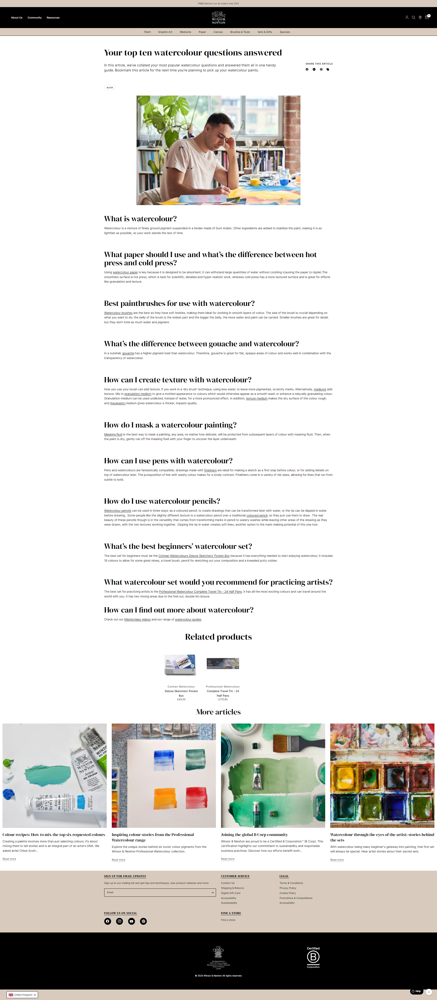 FREE Delivery on all orders over £50.
About Us
Community
Resources
WINSOR
&
NEWTON
0
Paint
Graphic Art
Mediums
Paper
Canvas
Brushes & Tools
Sets & Gifts
Specials
Your top ten watercolour questions answered
In this article, we've collated your most popular watercolour questions and answered them all in one handy
guide. Bookmark this article for the next time you're planning to pick up your watercolour paints.
SHARE THIS ARTICLE
BLOGS
What is watercolour?
Watercolour is a mixture of finely ground pigment suspended in a binder made of Gum Arabic. Other ingredients are added to stabilise the paint, making it is as
lightfast as possible, so your work stands the test of time.
What paper should I use and what's the difference between hot
press and cold press?
Using watercolour paper is key because it is designed to be absorbent; it can withstand large quantities of water without cockling (causing the paper to ripple).The
smoothest surface is hot press, which is best for scientific, detailed and hyper-realistic work, whereas cold press has a more textured surface and is great for effects
like granulation and texture.
Best paintbrushes for use with watercolour?
Watercolour brushes are the best as they have soft bristles, making them ideal for working in smooth layers of colour. The size of the brush is crucial depending on
what you want to do; the belly of the brush is the widest part and the bigger the belly, the more water and paint can be carried. Smaller brushes are great for detail,
but they don't hold as much water and pigment.
What's the difference between gouache and watercolour?
In a nutshell, gouache has a higher pigment load than watercolour. Therefore, gouache is great for flat, opaque areas of colour and works well in combination with the
transparency of watercolour.
How can I create texture with watercolour?
How you use your brush can add texture. If you work in a 'dry brush' technique, using less water, to leave more pigmented, scratchy marks. Alternatively, mediums add
texture. Mix in granulation medium to give a mottled appearance to colours which would otherwise appear as a smooth wash or enhance a naturally granulating colour.
Granulation medium can be used undiluted, instead of water, for a more pronounced effect. In addition, texture medium makes the dry surface of the colour rough,
and Aquapasto medium gives watercolour a thicker, impasto quality.
How do I mask a watercolour painting?
Masking fluid is the best way to mask a painting; any area, no matter how delicate, will be protected from subsequent layers of colour with masking fluid. Then, when
the paint is dry, gently rub off the masking fluid with your finger to uncover the layer underneath.
How can I use pens with watercolour?
Pens and watercolours are fantastically compatible, drawings made with fineliners are ideal for making a sketch as a first step before colour, or for adding details on
top of watercolour later. The juxtaposition of line with washy colour makes for a lovely contrast. Fineliners come in a variety of nib sizes, allowing for lines that run from
subtle to bold.
How do I use watercolour pencils?
Watercolour pencils can be used in three ways: as a coloured pencil, to create drawings that can be transformed later with water, or the tip can be dipped in water
before drawing. Some people like the slightly different texture to a watercolour pencil over a traditional coloured pencil, so they just use them to draw. The real
beauty of these pencils though is in the versatility that comes from transforming marks in pencil to watery washes while leaving other areas of the drawing as they
were drawn, with the two textures working together. Dipping the tip in water creates soft lines, another option to the mark-making potential of this one tool.
What's the best beginners' watercolour set?
The best set for beginners must be the Cotman Watercolours Deluxe Sketchers' Pocket Box because it has everything needed to start enjoying watercolour; it includes
16 colours to allow for some great mixes, a travel brush, pencil for sketching out your composition and a kneaded putty rubber.
What watercolour set would you recommend for practicing artists?
The best set for practicing artists is the Professional Watercolour Complete Travel Tin - 24 Half Pans; it has all the most exciting colours and can travel around the
world with you. It has two mixing areas due to the fold out, double lid closure.
How can I find out more about watercolour?
Check out our Masterclass videos and our range of watercolour guides.
Related products
Cotman Watercolour
Deluxe Sketchers' Pocket
Box
£43.55
Professional Watercolour
Complete Travel Tin - 24
Half Pans
£170.85
More articles
WINSOR
&
NEWTON
Artists'
OIL COLOUR
Colour recipes: How to mix the top six requested colours
Creating a palette involves more than just selecting colours; it's about
mixing them to tell stories and is an integral part of an artist's DNA. We
asked artist Chloe Scott...
Read more
Inspiring colour stories from the Professional
Watercolour range
Explore the unique stories behind six iconic colour pigments from the
Winsor & Newton Professional Watercolour collection.
Read more
Joining the global B Corp community
Winsor & Newton are proud to be a Certified B Corporation™ (B Corp). This
certification highlights our commitment to sustainability and responsible
business practices. Discover how our efforts benefit both...
Read more
Watercolour through the eyes of the artist: stories behind
the sets
With watercolour being many beginner's gateway into painting, that first set
will always be special. Hear artist stories about their sacred sets.
Read more
SIGN UP FOR EMAIL UPDATES
Sign up to our mailing list and get tips and techniques, new product releases and more
Email
CUSTOMER SERVICE
Contact Us
Shipping & Returns
Digital Gift Card
Accessibility
Sustainability
LEGAL
Terms & Conditions
Privacy Policy
Cookie Policy
Promotions & Competitions
Accessibility
FOLLOW US ON SOCIAL
FIND A STORE
Find a store
By Appointment to
HRH The Prince of Wales
Manufacturers of Artists' Materials
Winsor & Newton
London
Certified
B
Corporation
© 2024 Winsor & Newton All rights reserved.
United Kingdom
Help